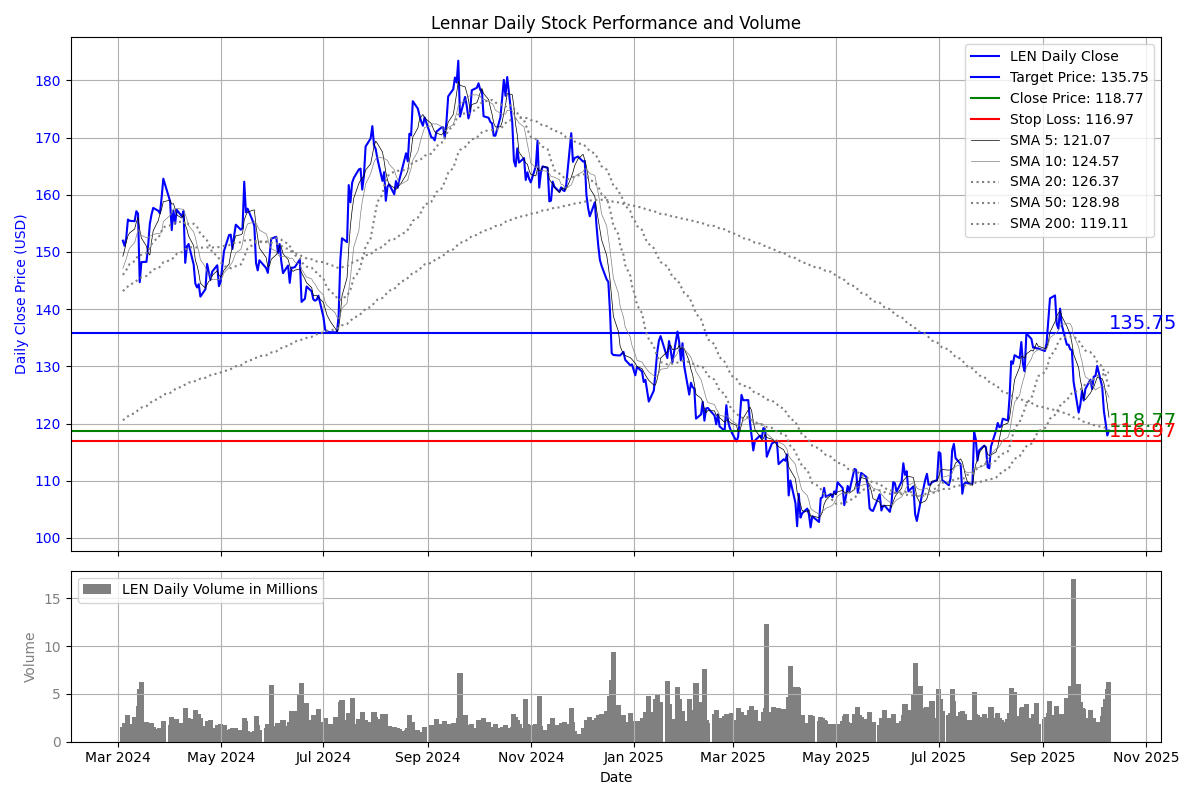 Lennar Daily Stock Performance and Volume
Daily Close Price (USD)
180
170
160
150
140
130
120
110
100
LEN Daily Close
Target Price: 135.75
Close Price: 118.77
Stop Loss: 116.97
SMA 5: 121.07
SMA 10: 124.57
SMA 20: 126.37
SMA 50: 128.98
SMA 200: 119.11
135.75
118.77
116.97
LEN Daily Volume in Millions
Volume
15
10
5
0
Mar 2024 May 2024 Jul 2024 Sep 2024 Nov 2024 Jan 2025 Mar 2025 May 2025 Jul 2025 Sep 2025 Nov 2025
Date